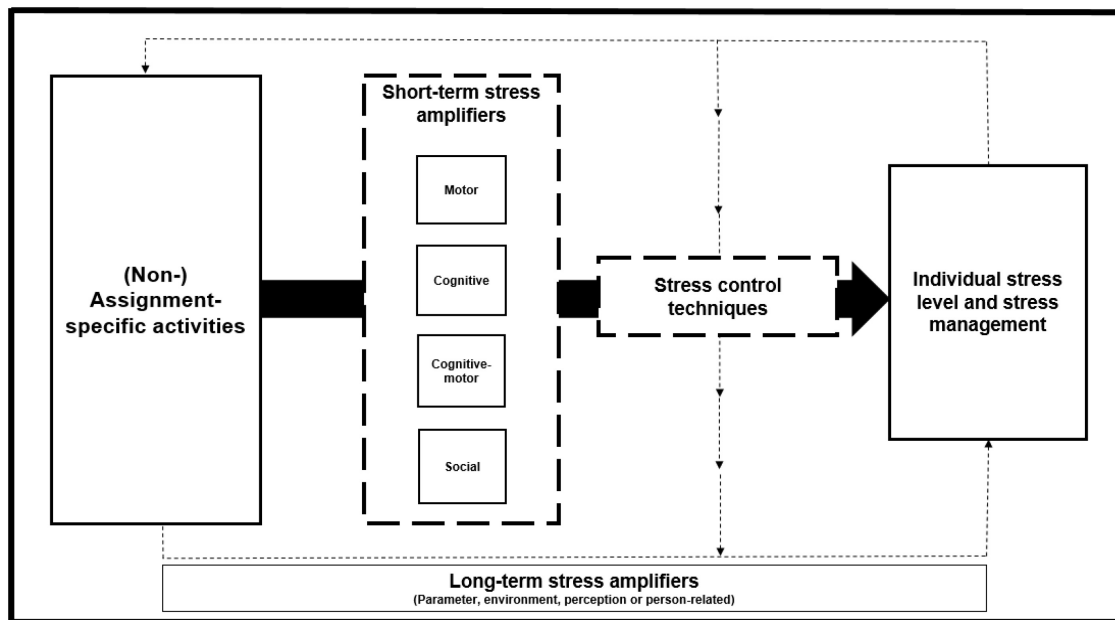 (Non-)
Assignment-
specific activities
Short-term stress
amplifiers
Motor
Cognitive
Cognitive-
motor
Social
Stress control
techniques
Individual stress
level and stress
management
Long-term stress amplifiers
(Parameter, environment, perception or person-related)